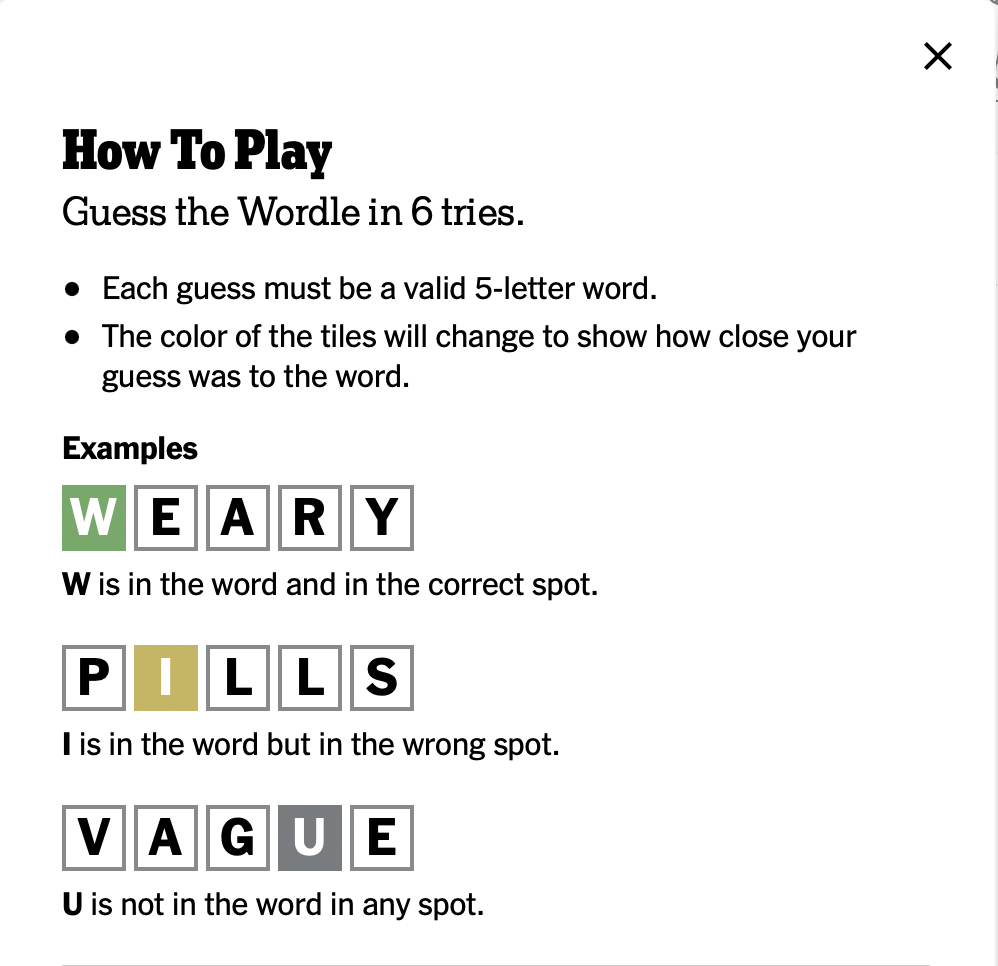 How To Play
Guess the Wordle in 6 tries.
• Each guess must be a valid 5-letter word.
• The color of the tiles will change to show how close your
guess was to the word.
Examples
W E A R Y
W is in the word and in the correct spot.
P I L L S
I is in the word but in the wrong spot.
V A G U E
U is not in the word in any spot.